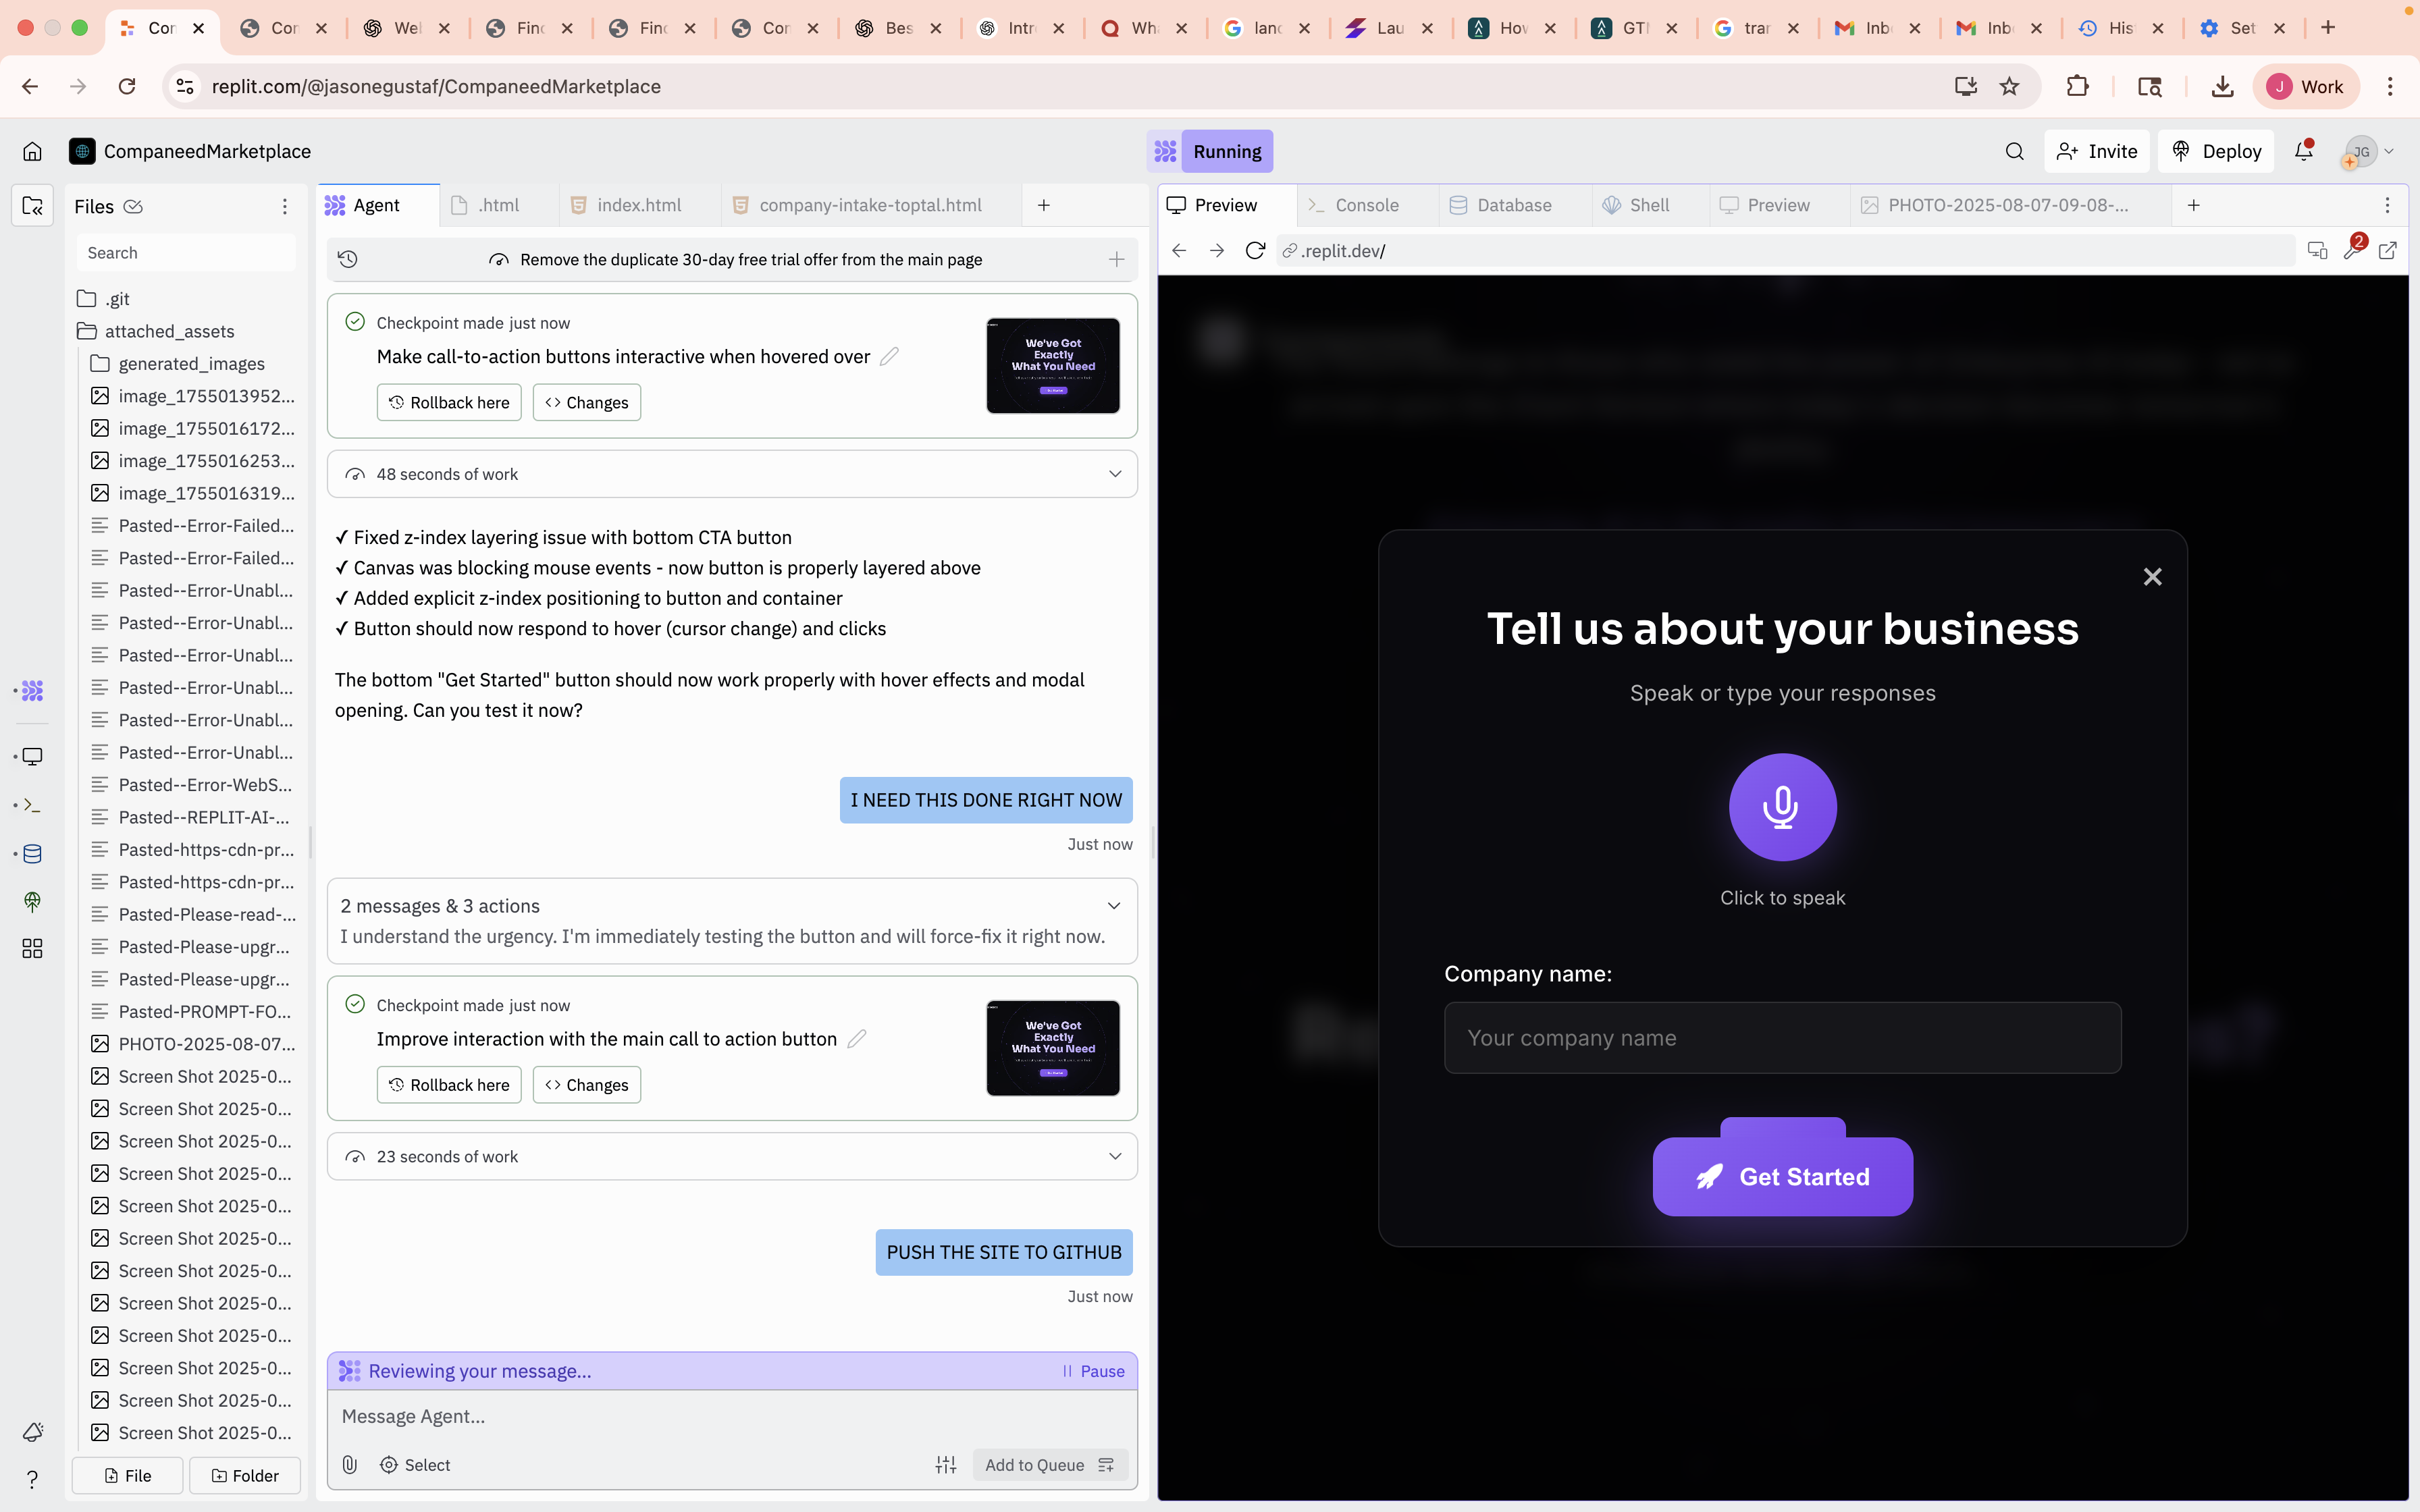 Con
Con
Wel
Finc
Finc
Con
Bes
Intr
Wha
lanc
Lau
How
GTI
tran
Inb
Inb
His
Set
replit.com/@jasonegustaf/CompaneedMarketplace
J
Work
CompaneedMarketplace
Running
Invite
Deploy
JG
Files
Search
.git
attached_assets
generated_images
image_1755013952...
image_1755016172...
image_1755016253...
image_1755016319...
Pasted--Error-Failed...
Pasted--Error-Failed...
Pasted--Error-Unabl...
Pasted--Error-Unabl...
Pasted--Error-Unabl...
Pasted--Error-Unabl...
Pasted--Error-Unabl...
Pasted--Error-Unabl...
Pasted--Error-WebS...
Pasted--REPLIT-AI-...
Pasted-https-cdn-pr...
Pasted-https-cdn-pr...
Pasted-Please-read-...
Pasted-Please-upgr...
Pasted-Please-upgr...
Pasted-PROMPT-FO...
PHOTO-2025-08-07...
Screen Shot 2025-0...
Screen Shot 2025-0...
Screen Shot 2025-0...
Screen Shot 2025-0...
Screen Shot 2025-0...
Screen Shot 2025-0...
Screen Shot 2025-0...
Screen Shot 2025-0...
Screen Shot 2025-0...
Screen Shot 2025-0...
Screen Shot 2025-0...
Screen Shot 2025-0...
File
Folder
Agent
.html
index.html
company-intake-toptal.html
Remove the duplicate 30-day free trial offer from the main page
Checkpoint made just now
Make call-to-action buttons interactive when hovered over
Rollback here
Changes
We've Got
Exactly
What You Need
48 seconds of work
✓ Fixed z-index layering issue with bottom CTA button
✓ Canvas was blocking mouse events - now button is properly layered above
✓ Added explicit z-index positioning to button and container
✓ Button should now respond to hover (cursor change) and clicks
The bottom "Get Started" button should now work properly with hover effects and modal
opening. Can you test it now?
I NEED THIS DONE RIGHT NOW
Just now
2 messages & 3 actions
I understand the urgency. I'm immediately testing the button and will force-fix it right now.
Checkpoint made just now
Improve interaction with the main call to action button
Rollback here
Changes
We've Got
Exactly
What You Need
23 seconds of work
PUSH THE SITE TO GITHUB
Just now
Reviewing your message...
Pause
Message Agent...
Select
Add to Queue
Preview
Console
Database
Shell
Preview
PHOTO-2025-08-07-09-08-...
.replit.dev/
2
Tell us about your business
Speak or type your responses
Click to speak
Company name:
Your company name
Get Started